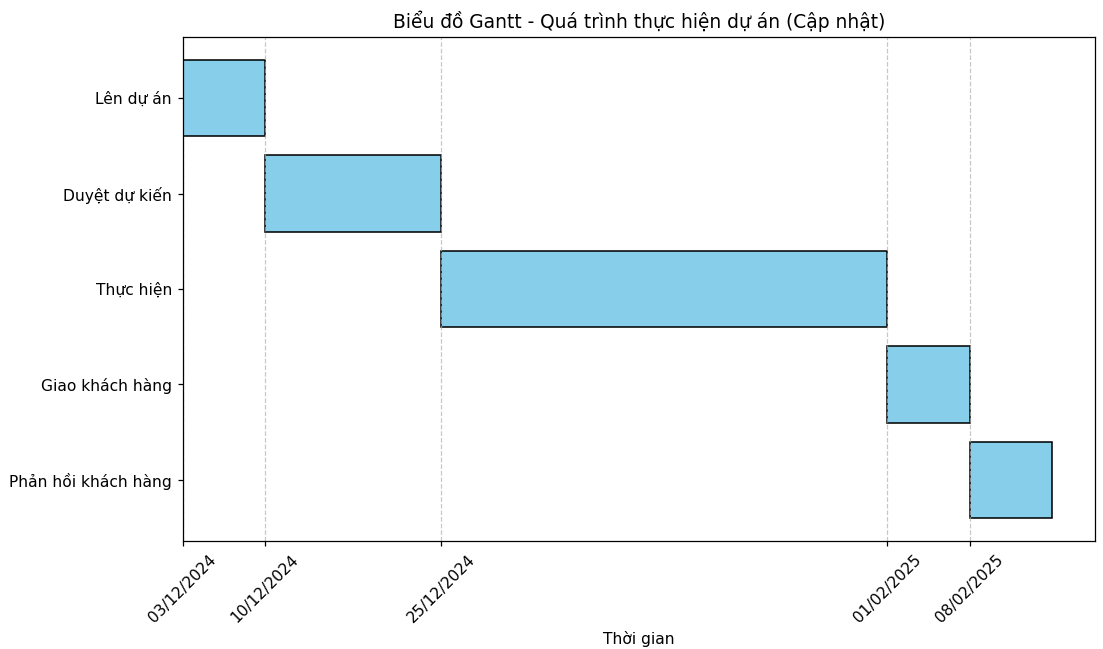 Biểu đồ Gantt - Quá trình thực hiện dự án (Cập nhật)
Lên dự án
Duyệt dự kiến
Thực hiện
Giao khách hàng
Phản hồi khách hàng
03/12/2024
10/12/2024
25/12/2024
01/02/2025
08/02/2025
Thời gian